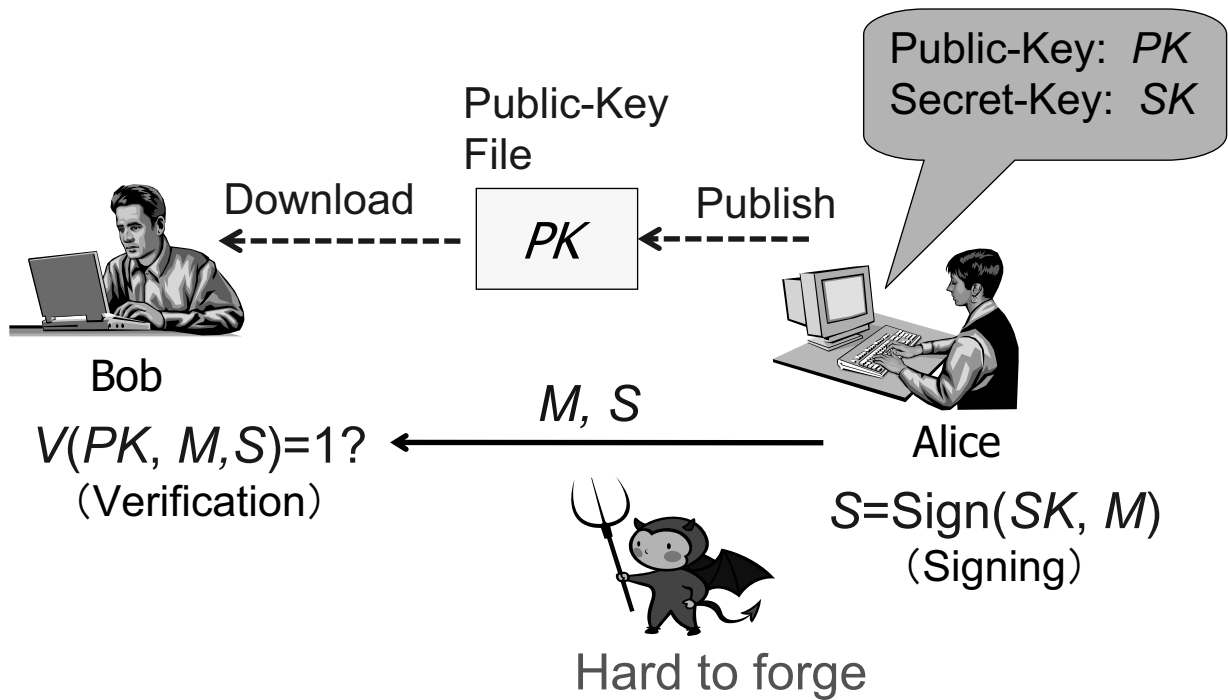 Public-Key: PK
Secret-Key: SK
Public-Key
File
Download
PK
Publish
Bob
M, S
Alice
V(PK, M,S)=1?
（Verification）
S=Sign(SK, M)
（Signing）
Hard to forge